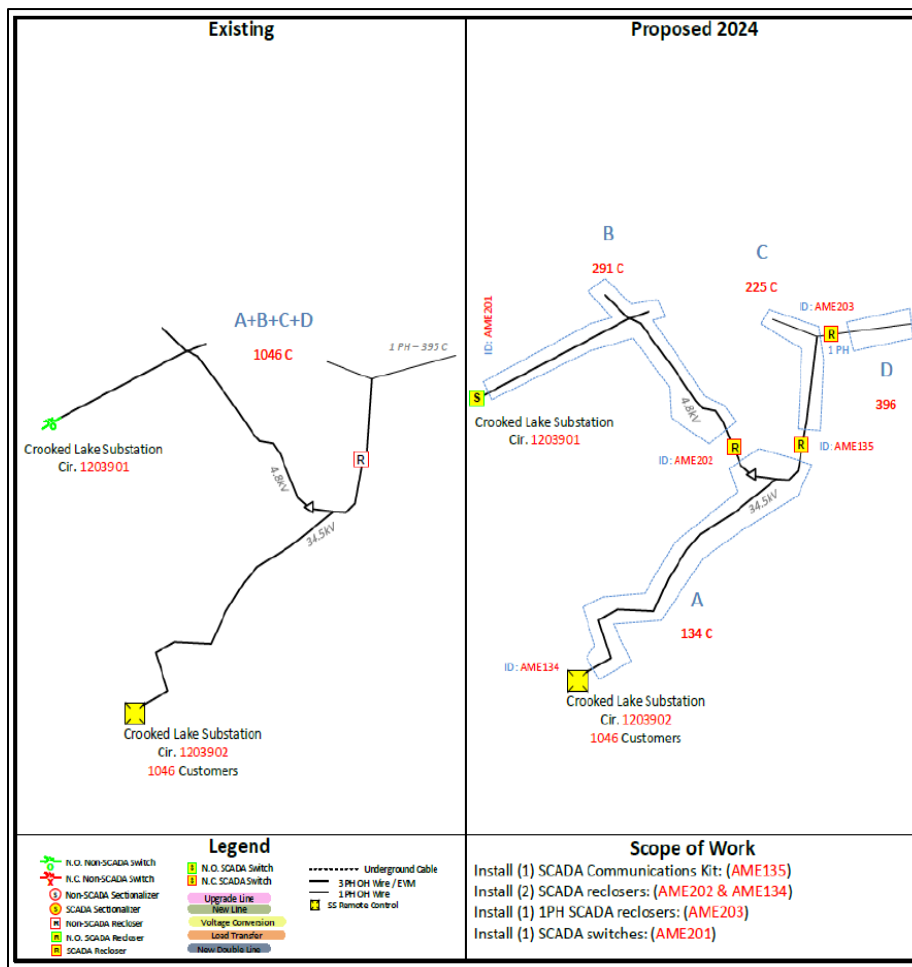 Existing
A+B+C+D
1046 C
1 PH – 395 C
Crooked Lake Substation
Cir. 1203901
R
4.8kV
34.5kV
Crooked Lake Substation
Cir. 1203902
1046 Customers
Proposed 2024
B
291 C
C
225 C
ID: AME201
ID: AME203
R
1 PH
D
396
S
Crooked Lake Substation
Cir. 1203901
4.8kV
R
R
ID: AME202
ID: AME135
34.5kV
A
134 C
ID: AME134
Crooked Lake Substation
Cir. 1203902
1046 Customers
Legend
N.O. Non-SCADA Switch
N.C. Non-SCADA Switch
Non-SCADA Sectionalizer
SCADA Sectionalizer
Non-SCADA Recloser
N.O. SCADA Recloser
SCADA Recloser
N.O. SCADA Switch
N.C. SCADA Switch
Upgrade Line
New Line
Voltage Conversion
Load Transfer
New Double Line
Underground Cable
3 PH OH Wire / EVM
1 PH OH Wire
SS Remote Control
Scope of Work
Install (1) SCADA Communications Kit: (AME135)
Install (2) SCADA reclosers: (AME202 & AME134)
Install (1) 1PH SCADA reclosers: (AME203)
Install (1) SCADA switches: (AME201)